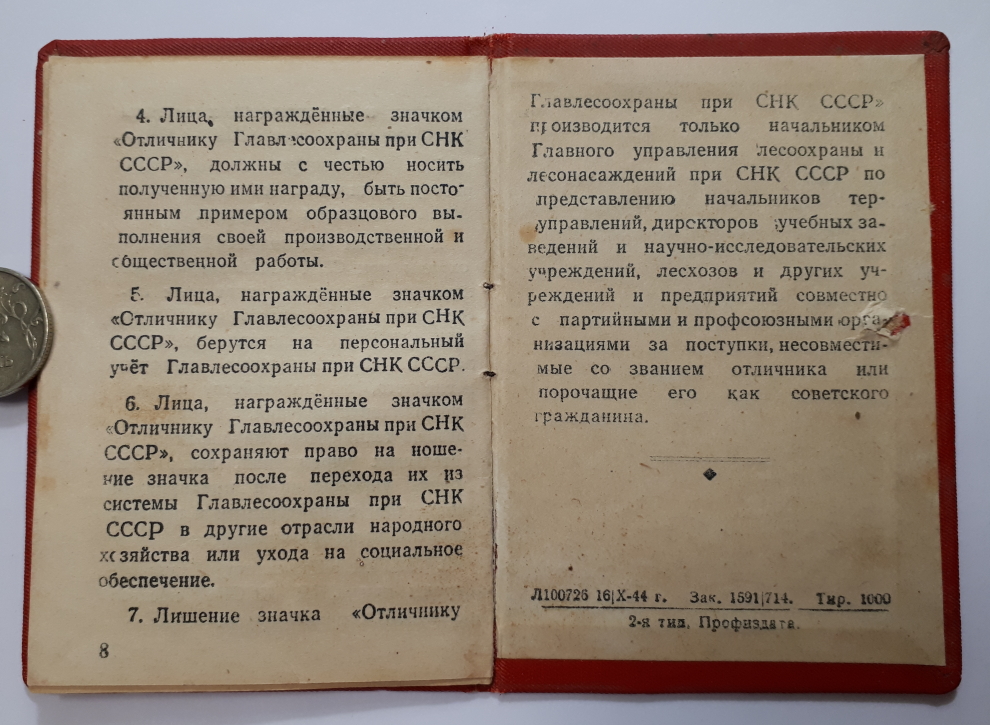 4. Лица, награждённые значком
«Отличнику Главлесоохраны при СНК
СССР», должны с честью носить
полученную ими награду, быть посто-
янным примером образцового вы-
полнения своей производственной и
общественной работы.
5. Лица, награждённые значком
«Отличнику Главлесоохраны при СНК
СССР», берутся на персональный
учёт Главлесоохраны при СНК СССР.
6. Лица, награждённые значком
«Отличнику Главлесоохраны при СНК
СССР», сохраняют право на ноше-
ние значка после перехода их из
системы Главлесоохраны при СНК
СССР в другие отрасли народного
хозяйства или ухода на социальное
обеспечение.
7. Лишение значка «Отличнику
8
Главлесоохраны при СНК СССР»
производится только начальником
Главного управления лесоохраны и
лесонасаждений при СНК СССР по
представлению начальников тер-
управлений, директоров учебных за-
ведений и научно-исследовательских
учреждений, лесхозов и других уч-
реждений и предприятий совместно
с партийными и профсоюзными орга-
низациями за поступки, несовмести-
мые со званием отличника или
порочащие его как советского
гражданина.
Л100726 16|X-44 г. Зак. 1591|714. Тир. 1000
2-я тип. Профиздата.